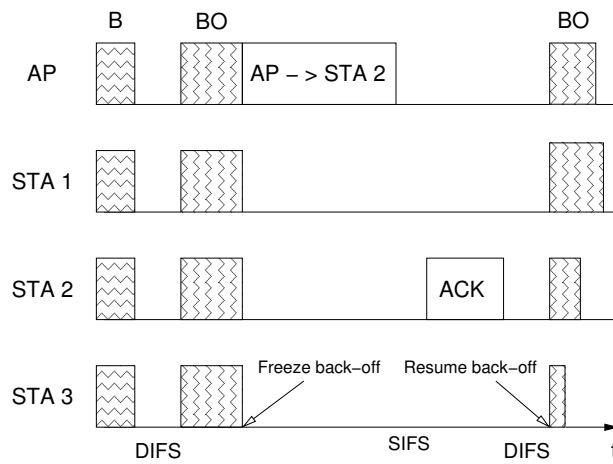 B BO BO
AP AP - > STA 2
STA 1
STA 2 ACK
Freeze back-off Resume back-off
STA 3
DIFS SIFS DIFS t